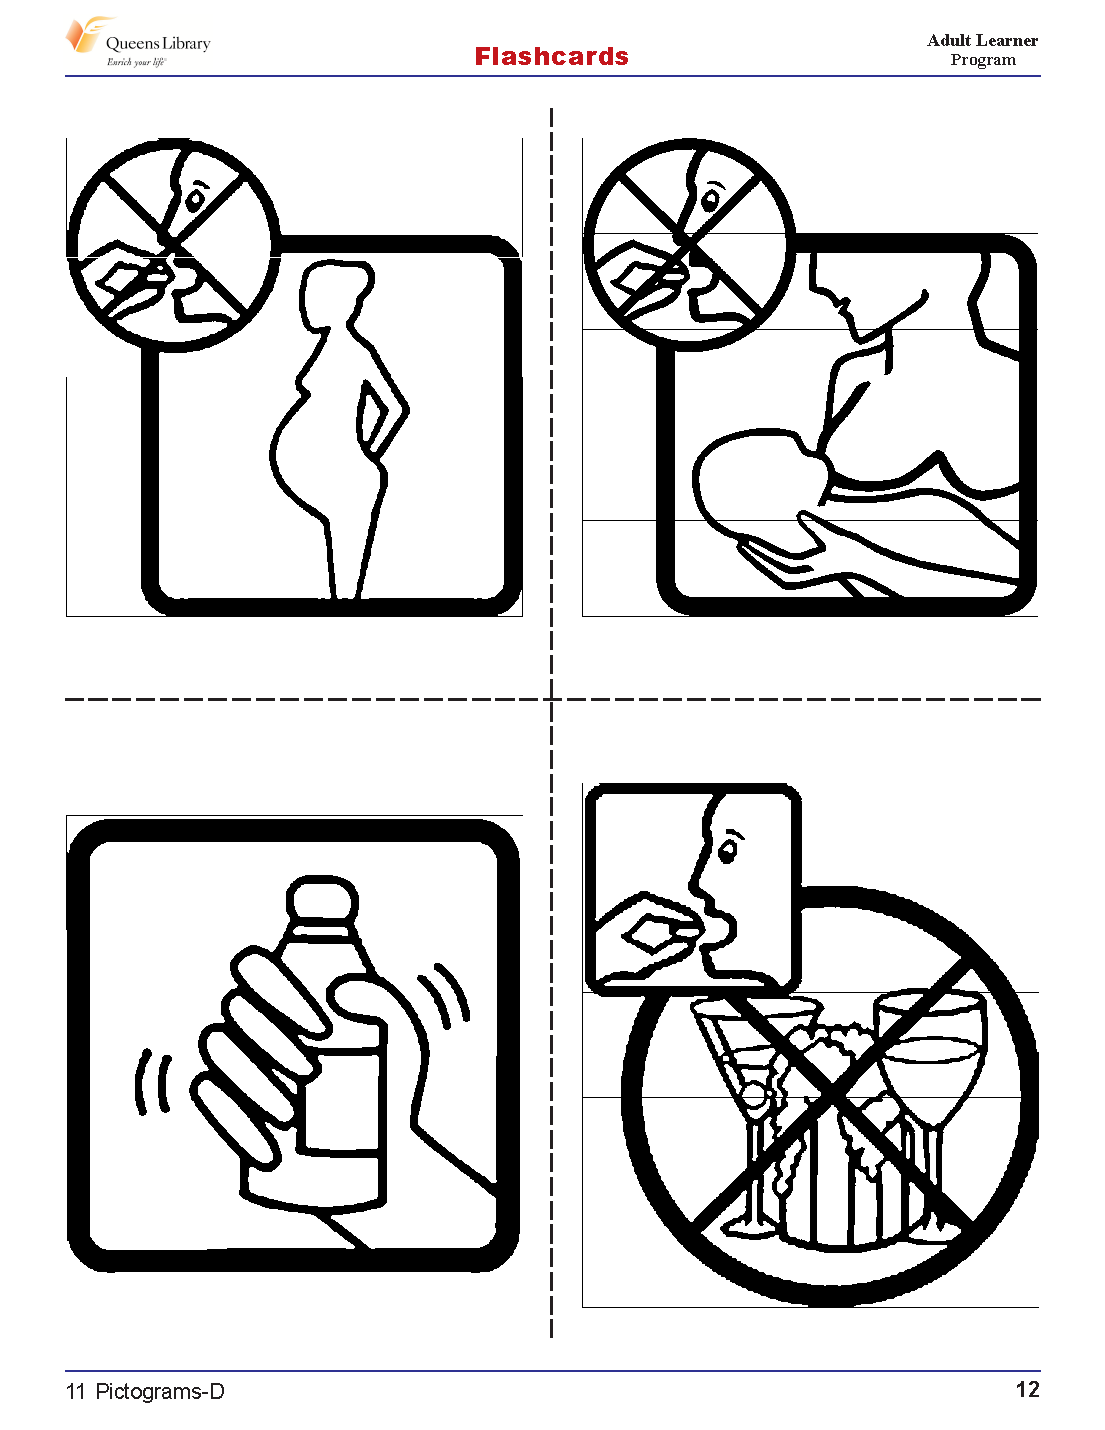 Queens Library
Enrich your life®
Flashcards
Adult Learner
Program
11 Pictograms-D
12